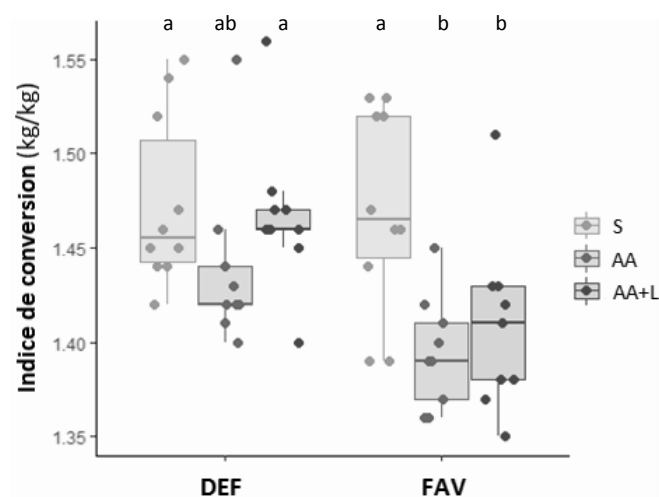 a ab a a b b
Indice de conversion (kg/kg)
1.55
1.50
1.45
1.40
1.35
DEF FAV
S
AA
AA+L